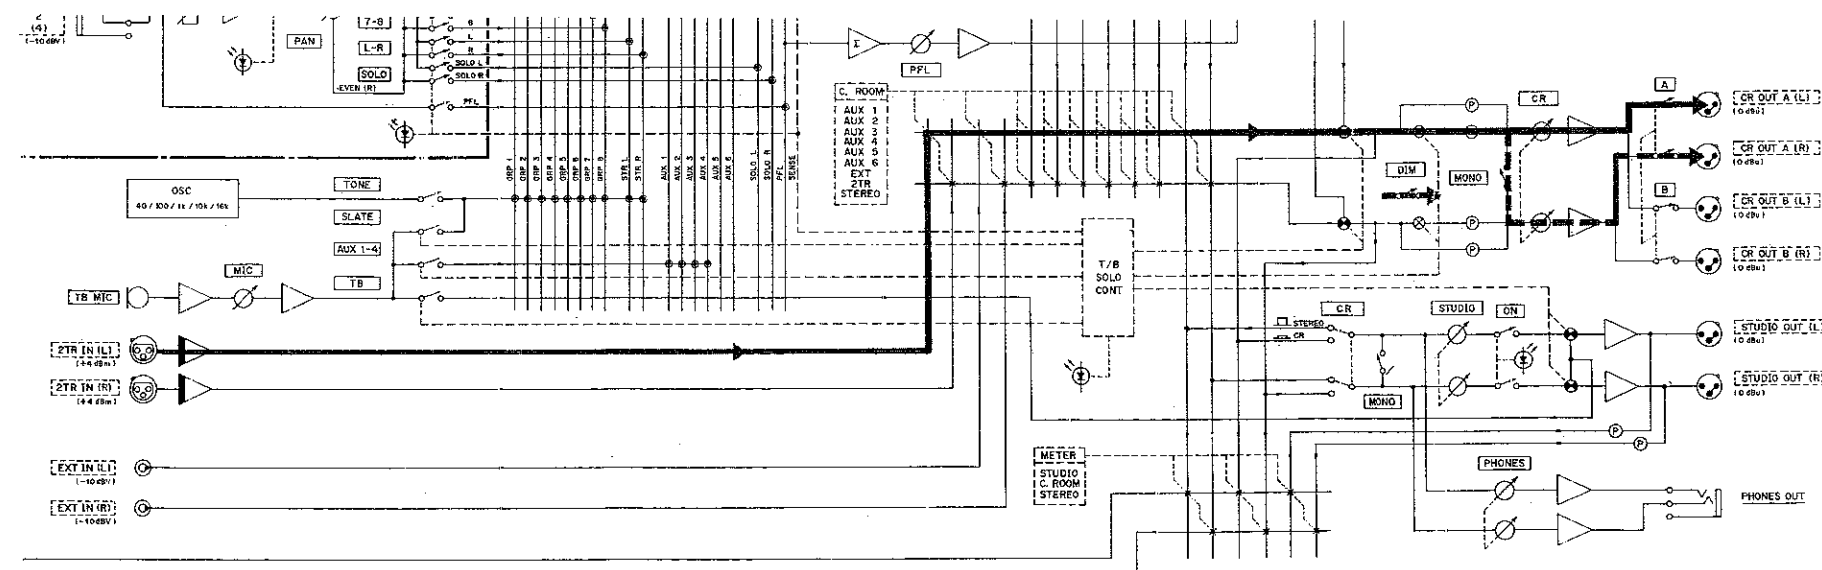 2
(4)
(-10dBV)
PAN
7-8
L-R
SOLO
-EVEN (R)
8
L
R
SOLO L
SOLO R
PFL
Σ
PFL
C. ROOM
AUX 1
AUX 2
AUX 3
AUX 4
AUX 5
AUX 6
EXT
2TR
STEREO
GRP 1
GRP 2
GRP 3
GRP 4
GRP 5
GRP 6
GRP 7
GRP 8
STR L
STR R
AUX 1
AUX 2
AUX 3
AUX 4
AUX 5
AUX 6
SOLO L
SOLO R
PFL
SENSE
OSC
40 / 100 / 1k / 10k / 16k
TONE
SLATE
AUX 1-4
TB
TB MIC
MIC
T/B
SOLO
CONT
P
P
P
P
DIM
MONO
CR
A
B
CR OUT A (L)
(0 dBu)
CR OUT A (R)
(0 dBu)
CR OUT B (L)
(0 dBu)
CR OUT B (R)
(0 dBu)
2TR IN (L)
(+4 dBm)
2TR IN (R)
(+4 dBm)
CR
STEREO
CR
MONO
STUDIO
ON
STUDIO OUT (L)
(0 dBu)
STUDIO OUT (R)
(0 dBu)
P
P
EXT IN (L)
(-10dBV)
EXT IN (R)
(-10dBV)
METER
STUDIO
C. ROOM
STEREO
PHONES
PHONES OUT